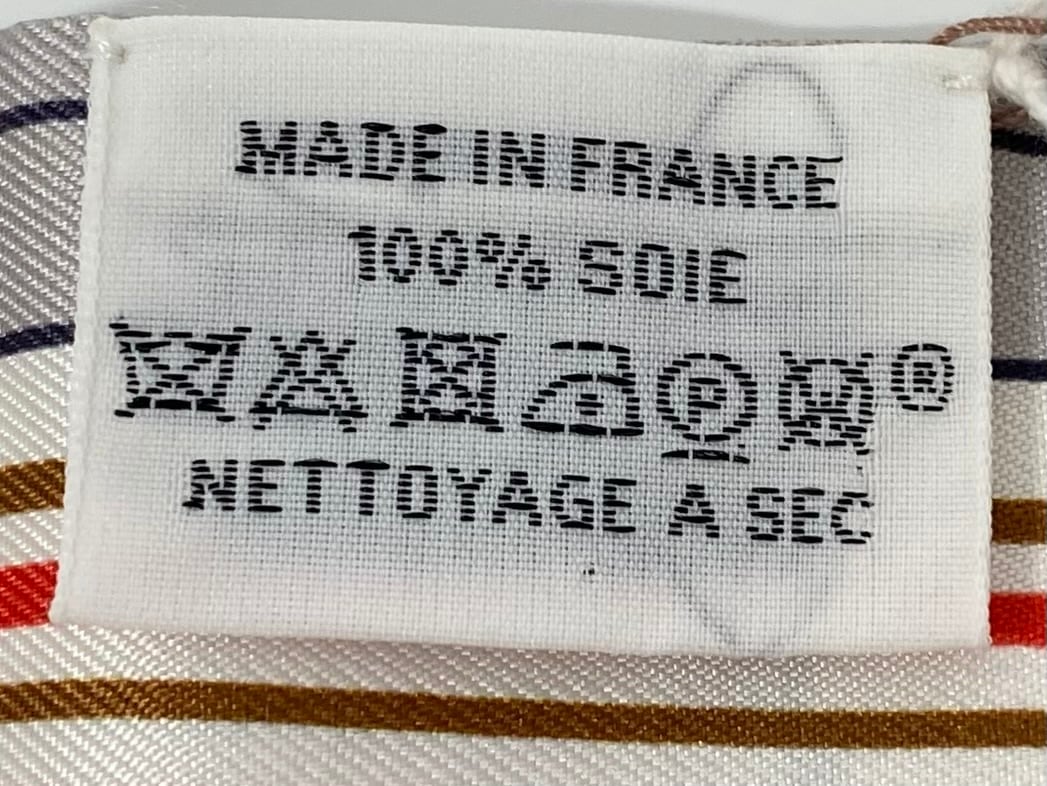 MADE IN FRANCE
100% SOIE
P ®
NETTOYAGE A SEC